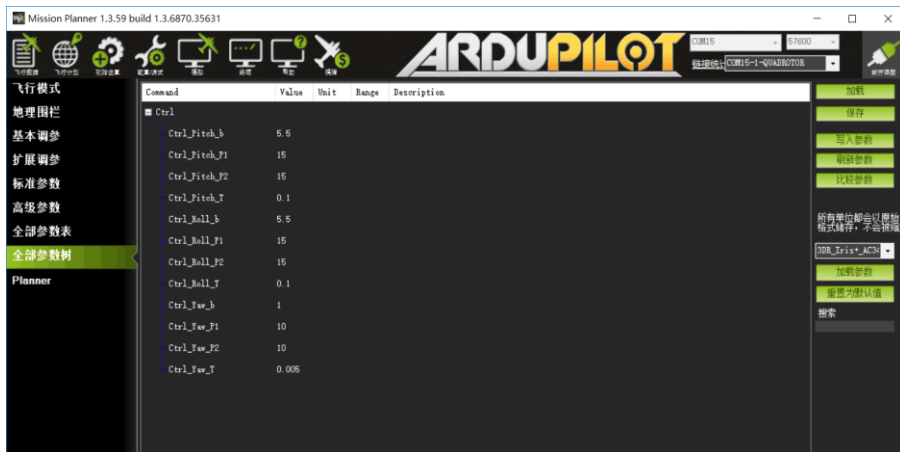 Mission Planner 1.3.59 build 1.3.6870.35631
飞行数据 飞行计划 初始设置 配置/调试 模拟 终端 帮助 捐赠
ARDUPILOT
COM15 57600
链接统计 COM15-1-QUADROTOR
断开连接
飞行模式
地理围栏
基本调参
扩展调参
标准参数
高级参数
全部参数表
全部参数树
Planner
Command Value Unit Range Description
Ctrl
Ctrl_Pitch_b 5.5
Ctrl_Pitch_P1 15
Ctrl_Pitch_P2 15
Ctrl_Pitch_T 0.1
Ctrl_Roll_b 5.5
Ctrl_Roll_P1 15
Ctrl_Roll_P2 15
Ctrl_Roll_T 0.1
Ctrl_Yaw_b 1
Ctrl_Yaw_P1 10
Ctrl_Yaw_P2 10
Ctrl_Yaw_T 0.005
加载
保存
写入参数
刷新参数
比较参数
所有单位都会以原始
格式储存，不会被缩
3DR_Iris+_AC34
加载参数
重置为默认值
搜索